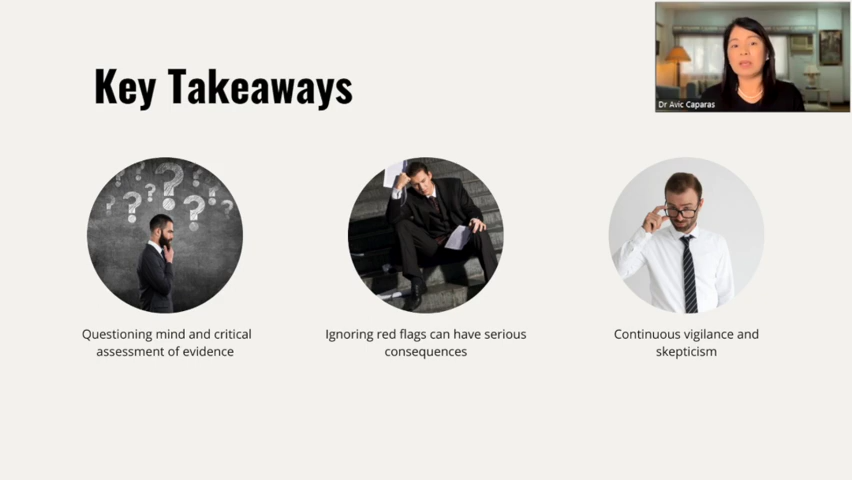 Key Takeaways
Dr Avic Caparas
Questioning mind and critical
assessment of evidence
Ignoring red flags can have serious
consequences
Continuous vigilance and
skepticism